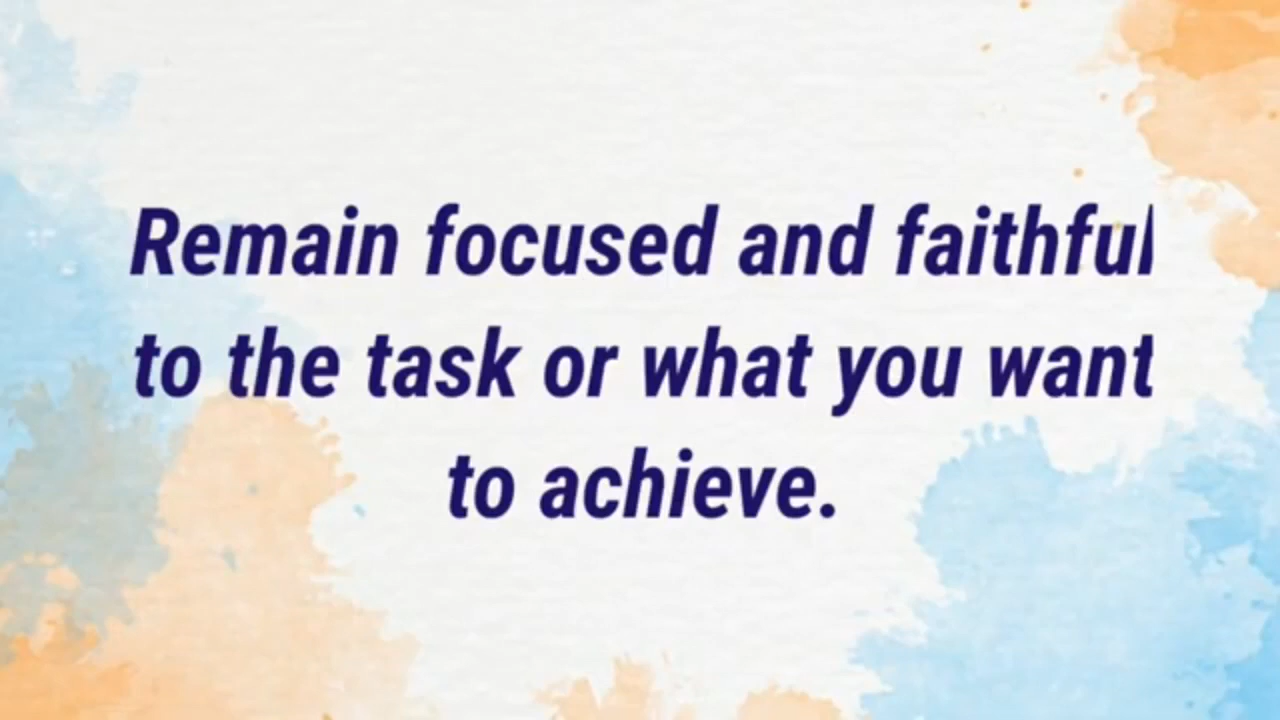 Remain focused and faithful
to the task or what you want
to achieve.